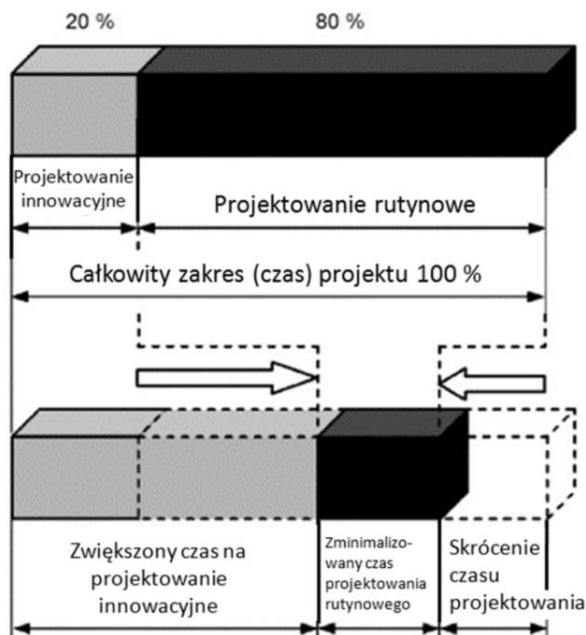 20 % 80 %
Projektowanie
innowacyjne
Projektowanie rutynowe
Całkowity zakres (czas) projektu 100 %
Zwiększony czas na
projektowanie
innowacyjne
Zminimalizo-
wany czas
projektowania
rutynowego
Skrócenie
czasu
projektowania